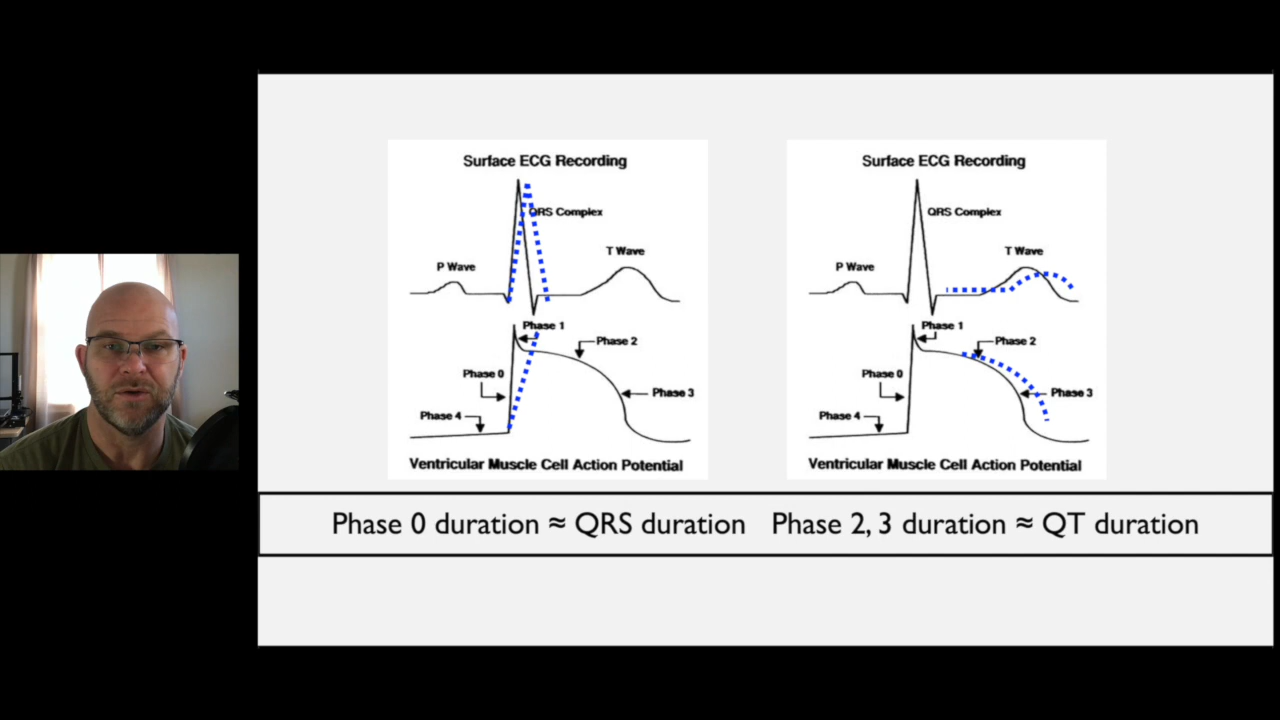 Surface ECG Recording
QRS Complex
T Wave
P Wave
Phase 1
Phase 2
Phase 0
Phase 3
Phase 4
Ventricular Muscle Cell Action Potential
Surface ECG Recording
QRS Complex
T Wave
P Wave
Phase 1
Phase 2
Phase 0
Phase 3
Phase 4
Ventricular Muscle Cell Action Potential
Phase 0 duration ≈ QRS duration
Phase 2, 3 duration ≈ QT duration